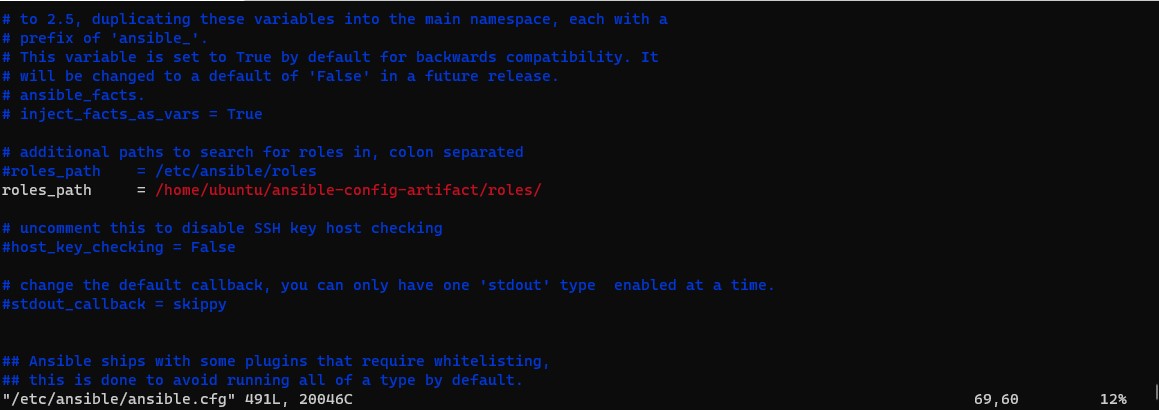 # to 2.5, duplicating these variables into the main namespace, each with a
# prefix of 'ansible_'.
# This variable is set to True by default for backwards compatibility. It
# will be changed to a default of 'False' in a future release.
# ansible_facts.
# inject_facts_as_vars = True
# additional paths to search for roles in, colon separated
#roles_path    = /etc/ansible/roles
roles_path     = /home/ubuntu/ansible-config-artifact/roles/
# uncomment this to disable SSH key host checking
#host_key_checking = False
# change the default callback, you can only have one 'stdout' type  enabled at a time.
#stdout_callback = skippy
## Ansible ships with some plugins that require whitelisting,
## this is done to avoid running all of a type by default.
"/etc/ansible/ansible.cfg" 491L, 20046C 69,60 12%